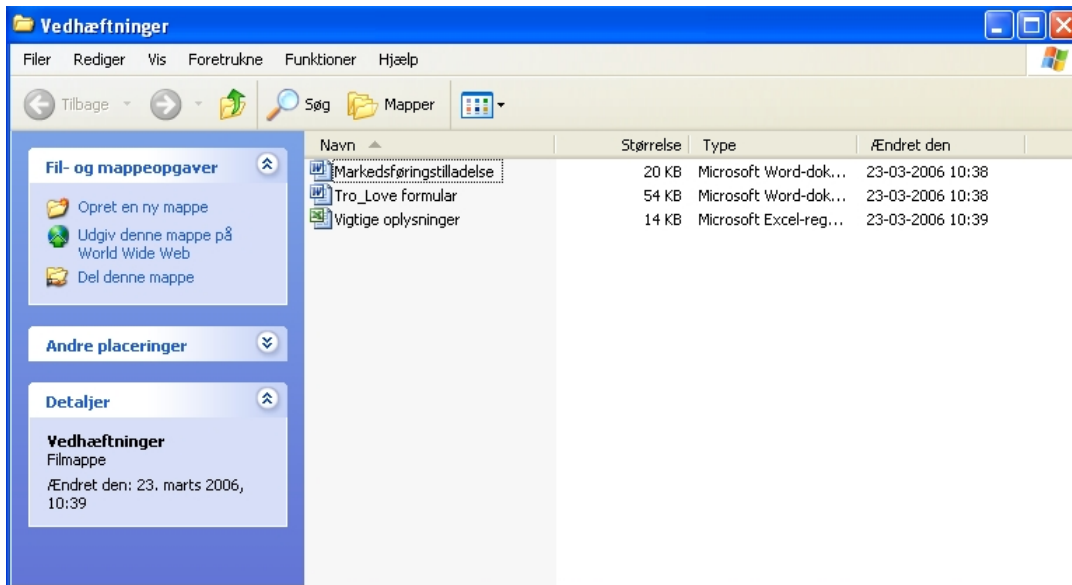 Vedhæftninger
Filer Rediger Vis Foretrukne Funktioner Hjælp
Tilbage Søg Mapper
Navn Størrelse Type Ændret den
Fil- og mappeopgaver
Opret en ny mappe
Udgiv denne mappe på
World Wide Web
Del denne mappe
Andre placeringer
Detaljer
Vedhæftninger
Filmappe
Ændret den: 23. marts 2006,
10:39
Markedsføringstilladelse 20 KB Microsoft Word-dok... 23-03-2006 10:38
Tro_Love formular 54 KB Microsoft Word-dok... 23-03-2006 10:38
Vigtige oplysninger 14 KB Microsoft Excel-reg... 23-03-2006 10:39